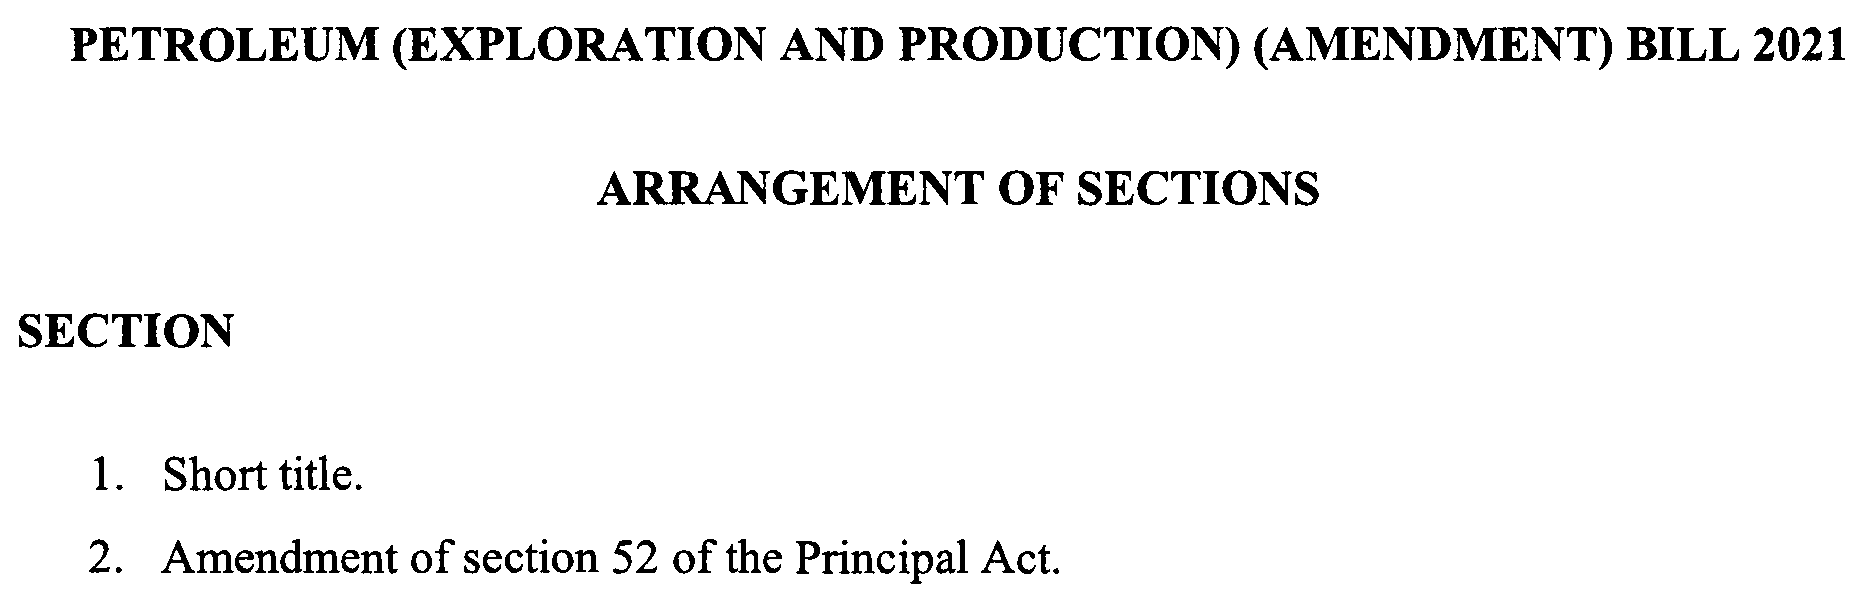 PETROLEUM (EXPLORATION AND PRODUCTION) (AMENDMENT) BILL 2021
ARRANGEMENT OF SECTIONS
SECTION
1. Short title.
2. Amendment of section 52 of the Principal Act.